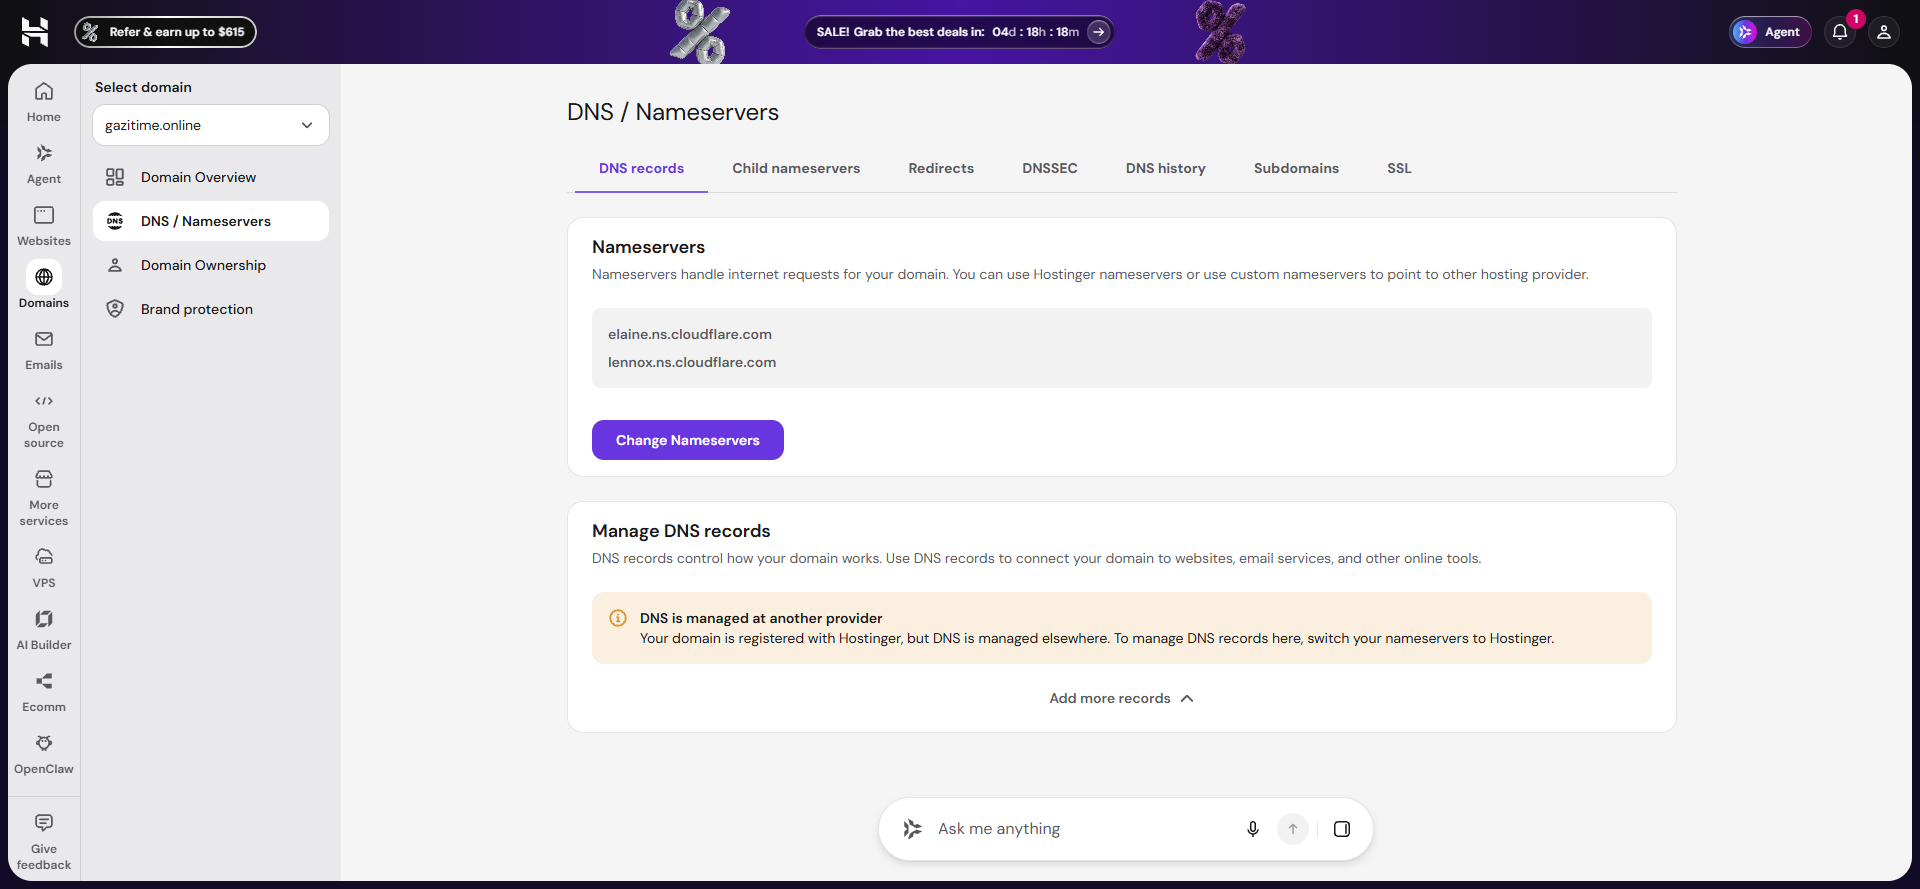 Refer & earn up to $615
SALE! Grab the best deals in: 04d : 18h : 18m
Agent
1
Home
Agent
Websites
Domains
Emails
Open
source
More
services
VPS
AI Builder
Ecomm
OpenClaw
Give
feedback
Select domain
gazitime.online
Domain Overview
DNS
DNS / Nameservers
Domain Ownership
Brand protection
DNS / Nameservers
DNS records
Child nameservers
Redirects
DNSSEC
DNS history
Subdomains
SSL
Nameservers
Nameservers handle internet requests for your domain. You can use Hostinger nameservers or use custom nameservers to point to other hosting provider.
elaine.ns.cloudflare.com
lennox.ns.cloudflare.com
Change Nameservers
Manage DNS records
DNS records control how your domain works. Use DNS records to connect your domain to websites, email services, and other online tools.
DNS is managed at another provider
Your domain is registered with Hostinger, but DNS is managed elsewhere. To manage DNS records here, switch your nameservers to Hostinger.
Add more records
Ask me anything